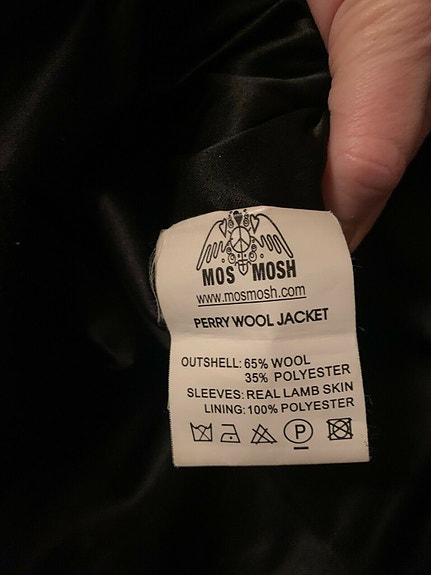 MOS MOSH
www.mosmosh.com
PERRY WOOL JACKET
OUTSHELL: 65% WOOL
35% POLYESTER
SLEEVES: REAL LAMB SKIN
LINING: 100% POLYESTER
P